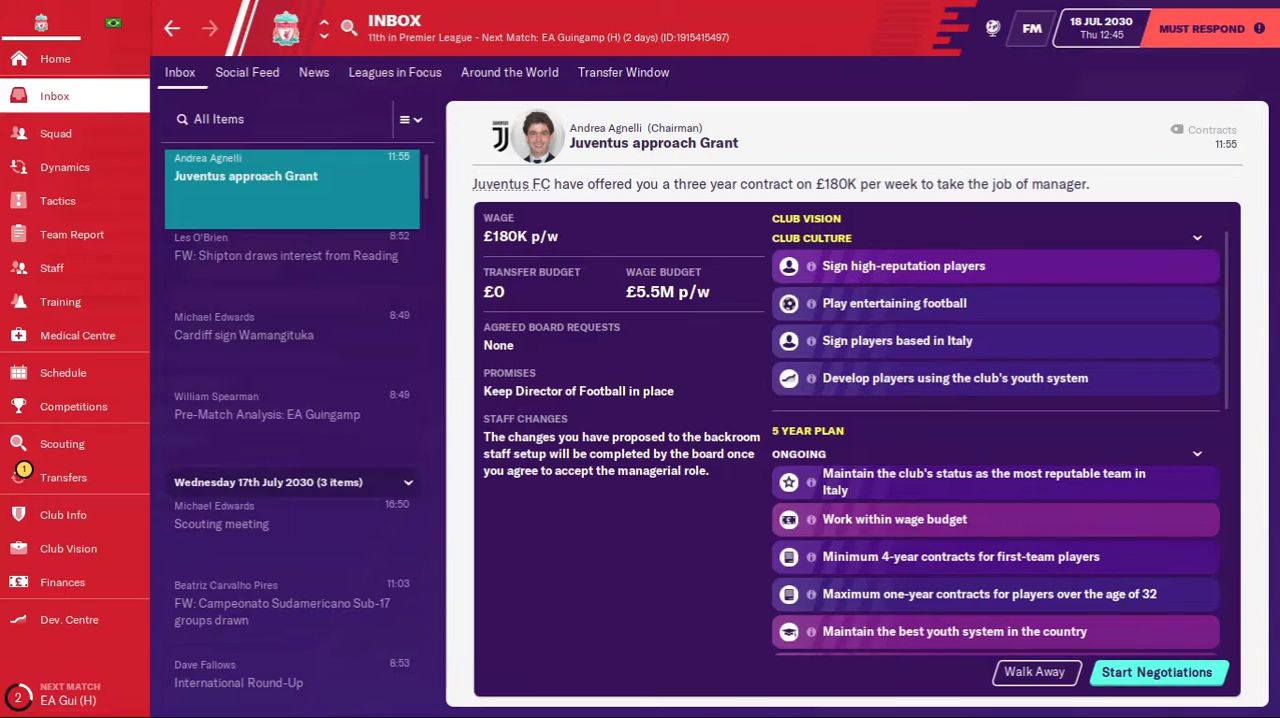 INBOX
11th in Premier League - Next Match: EA Guingamp (H) (2 days) (ID:1915415497)
FM
18 JUL 2030
Thu 12:45
MUST RESPOND
Home
Inbox
Squad
Dynamics
Tactics
Team Report
Staff
Training
Medical Centre
Schedule
Competitions
Scouting
1
Transfers
Club Info
Club Vision
Finances
Dev. Centre
2
NEXT MATCH
EA Gui (H)
Inbox
Social Feed
News
Leagues in Focus
Around the World
Transfer Window
All Items
Andrea Agnelli 11:55
Juventus approach Grant
Les O'Brien 8:52
FW: Shipton draws interest from Reading
Michael Edwards 8:49
Cardiff sign Wamangituka
William Spearman 8:49
Pre-Match Analysis: EA Guingamp
Wednesday 17th July 2030 (3 items)
Michael Edwards 16:50
Scouting meeting
Beatriz Carvalho Pires 11:03
FW: Campeonato Sudamericano Sub-17
groups drawn
Dave Fallows 8:53
International Round-Up
Andrea Agnelli (Chairman)
Juventus approach Grant
Contracts
11:55
Juventus FC have offered you a three year contract on £180K per week to take the job of manager.
WAGE
£180K p/w
TRANSFER BUDGET
£0
WAGE BUDGET
£5.5M p/w
AGREED BOARD REQUESTS
None
PROMISES
Keep Director of Football in place
STAFF CHANGES
The changes you have proposed to the backroom
staff setup will be completed by the board once
you agree to accept the managerial role.
CLUB VISION
CLUB CULTURE
Sign high-reputation players
Play entertaining football
Sign players based in Italy
Develop players using the club's youth system
5 YEAR PLAN
ONGOING
Maintain the club's status as the most reputable team in
Italy
Work within wage budget
Minimum 4-year contracts for first-team players
Maximum one-year contracts for players over the age of 32
Maintain the best youth system in the country
Walk Away
Start Negotiations